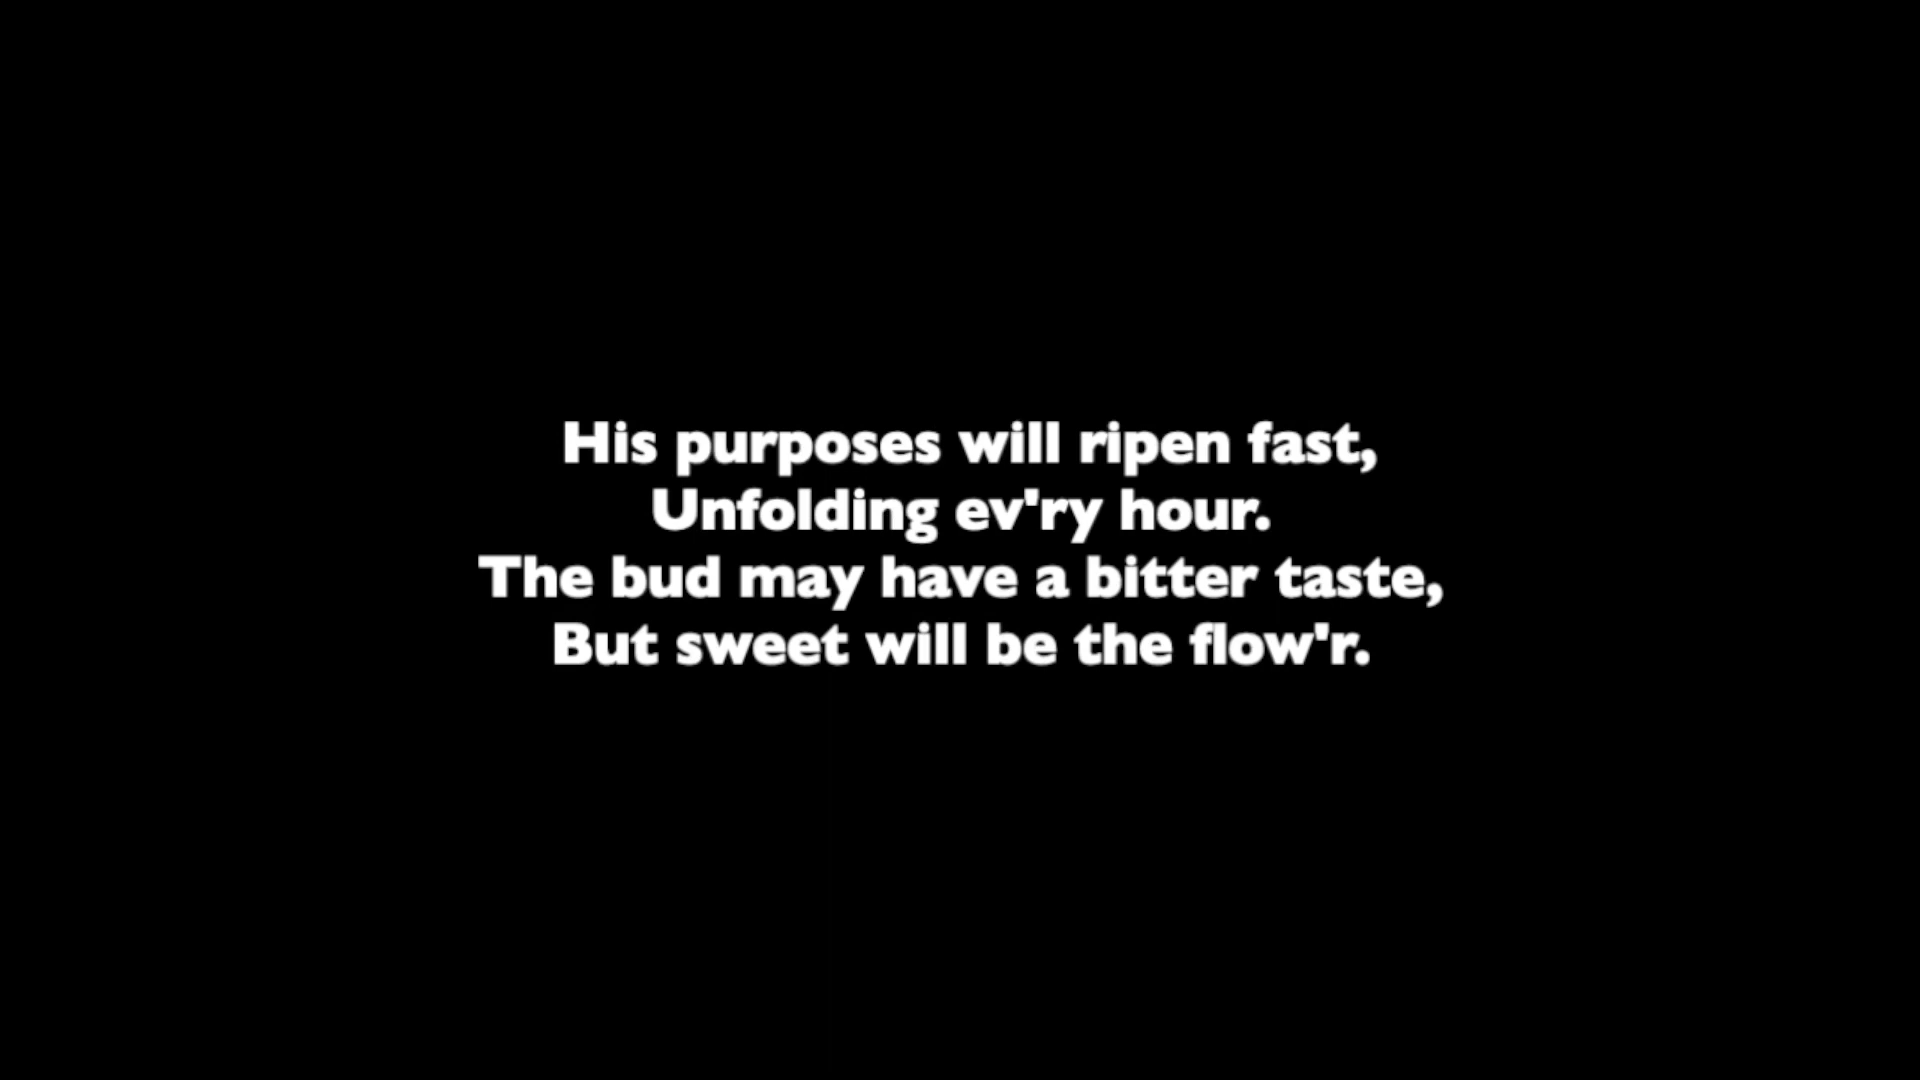 His purposes will ripen fast,
Unfolding ev'ry hour.
The bud may have a bitter taste,
But sweet will be the flow'r.